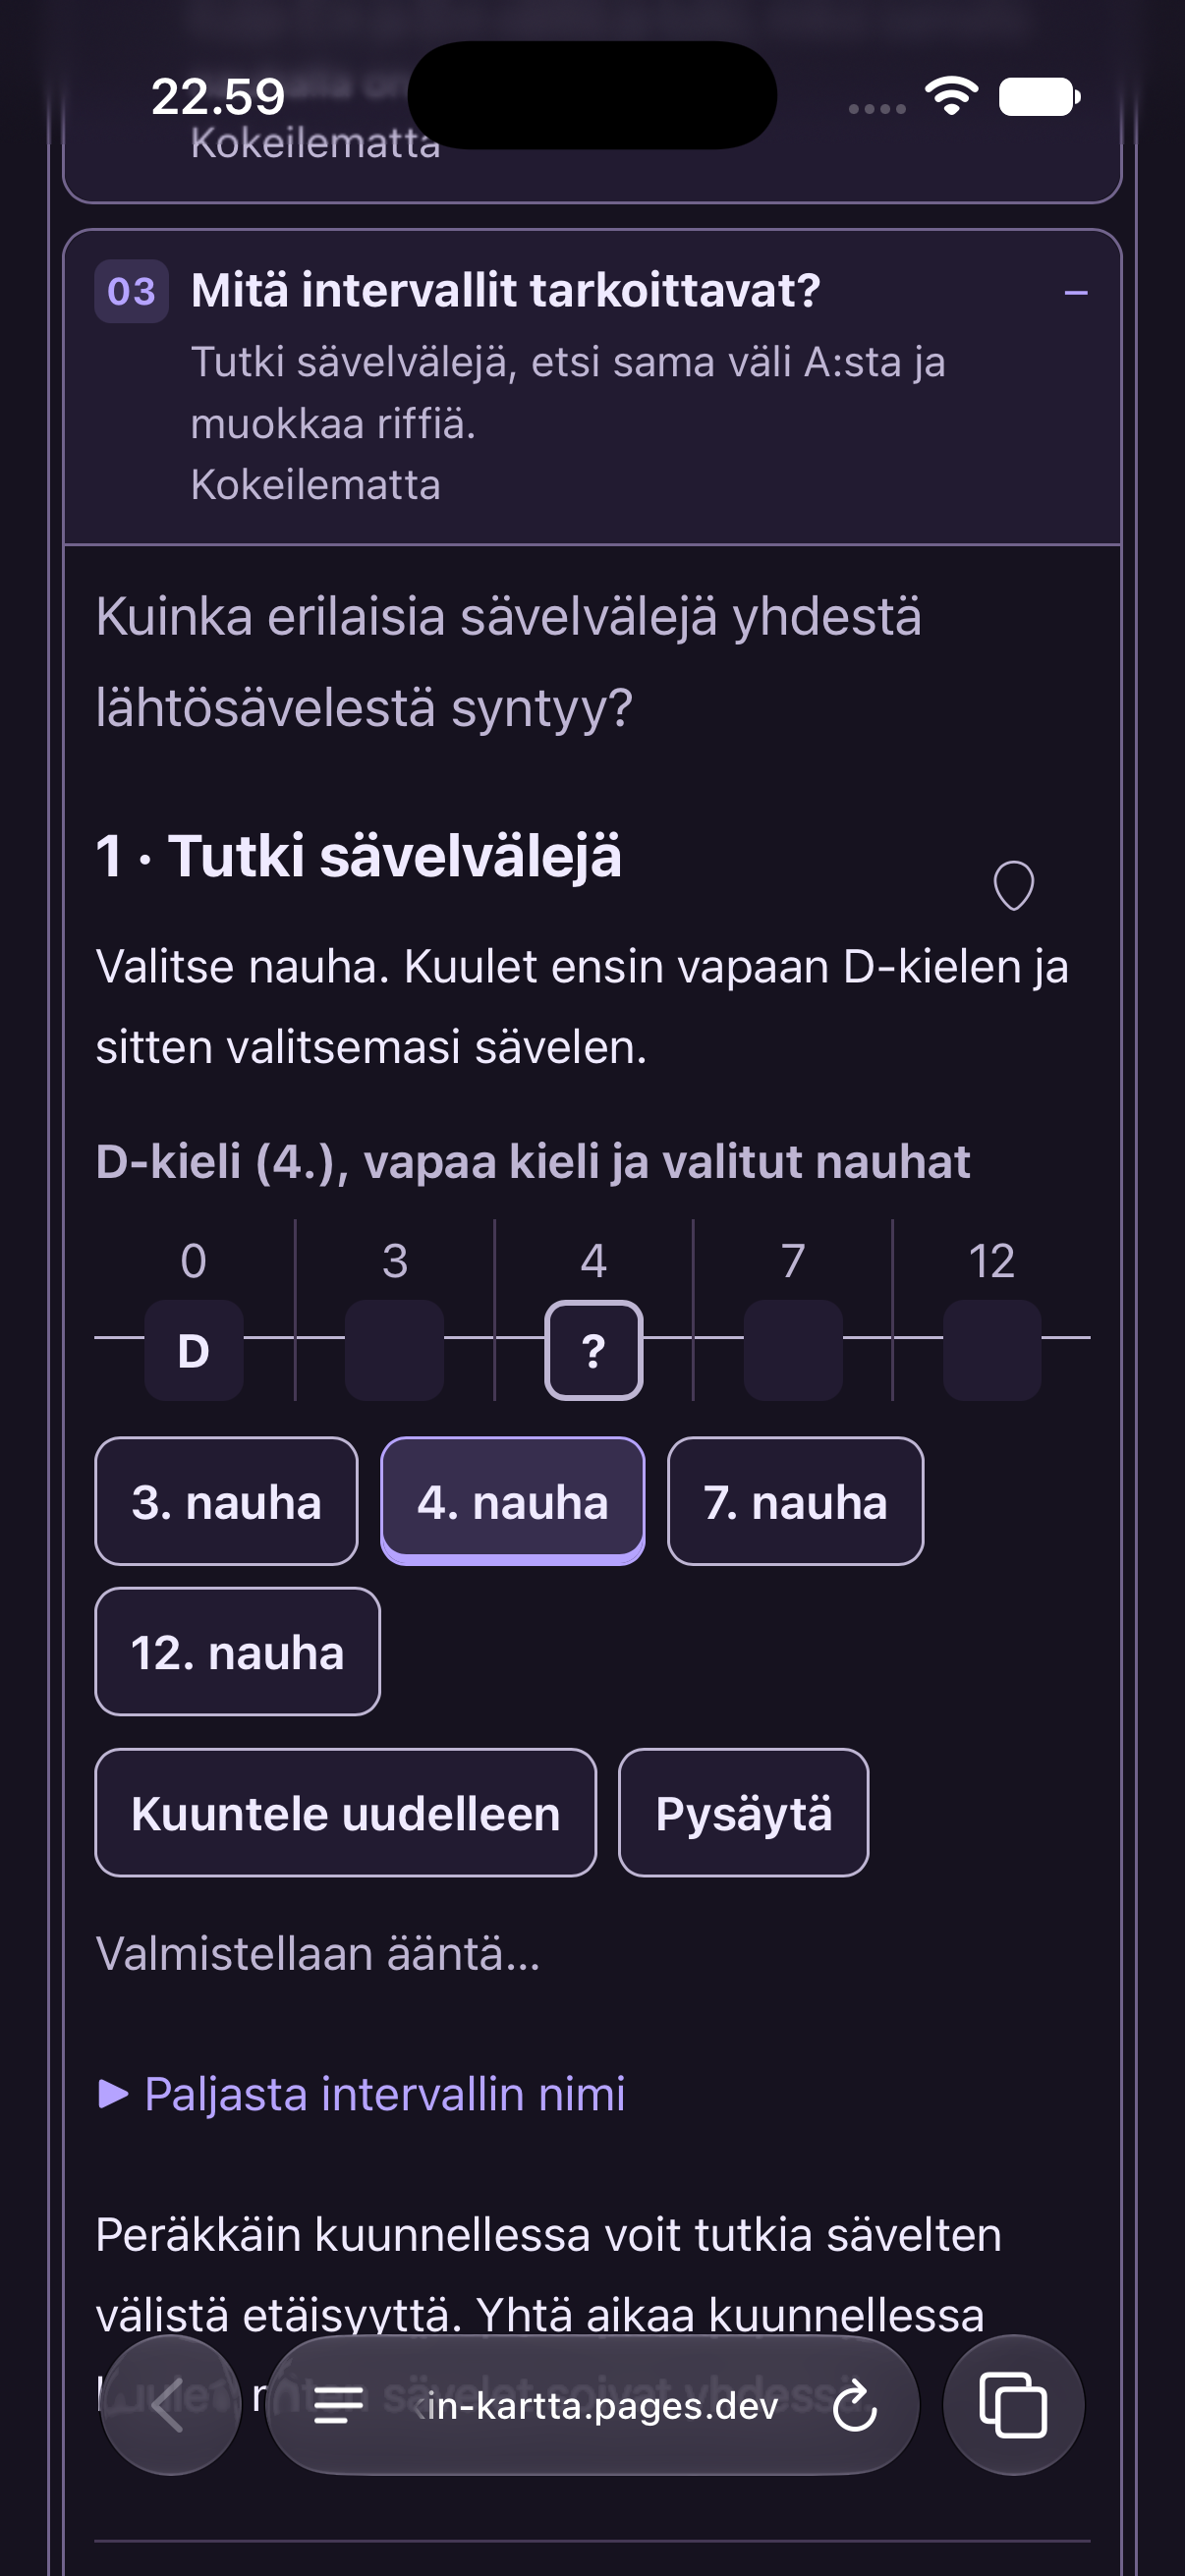 22.59
Kokeilematta
03 Mitä intervallit tarkoittavat? –
Tutki sävelvälejä, etsi sama väli A:sta ja
muokkaa riffiä.
Kokeilematta
Kuinka erilaisia sävelvälejä yhdestä
lähtösävelestä syntyy?
1 · Tutki sävelvälejä
Valitse nauha. Kuulet ensin vapaan D-kielen ja
sitten valitsemasi sävelen.
D-kieli (4.), vapaa kieli ja valitut nauhat
0 3 4 7 12
D ?
3. nauha 4. nauha 7. nauha
12. nauha
Kuuntele uudelleen Pysäytä
Valmistellaan ääntä...
Paljasta intervallin nimi
Peräkkäin kuunnellessa voit tutkia sävelten
välistä etäisyyttä. Yhtä aikaa kuunnellessa
in-kartta.pages.dev